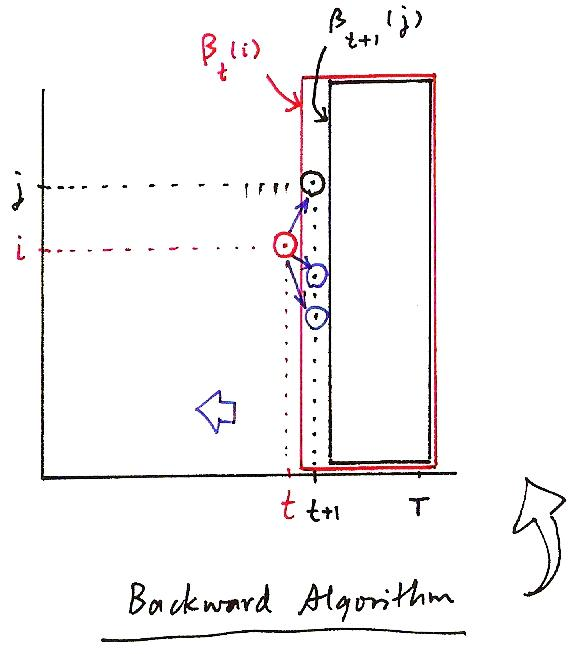 β_{t+1}(j)
β_t(i)
j
i
t t+1 T
Backward Algorithm